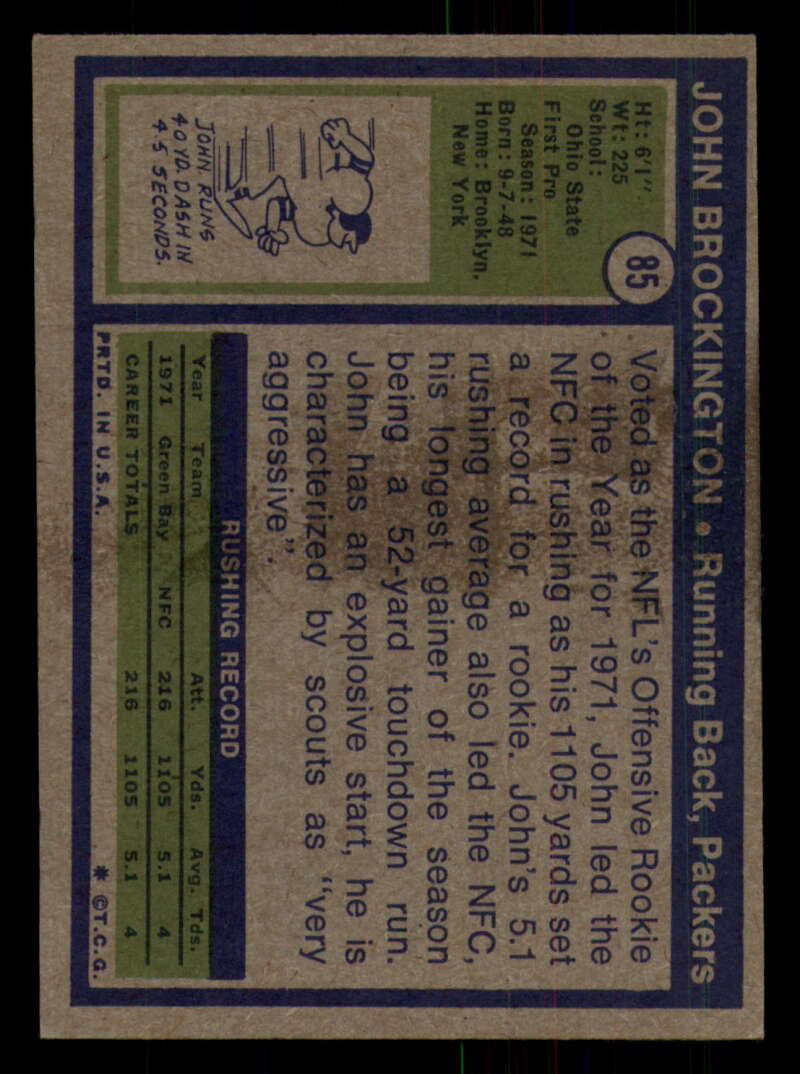 JOHN BROCKINGTON • Running Back, Packers
85
Ht: 6'1"
Wt: 225
School:
Ohio State
First Pro
Season: 1971
Born: 9-7-48
Home: Brooklyn,
New York
JOHN RUNS
40 YD. DASH IN
4.5 SECONDS.
Voted as the NFL's Offensive Rookie
of the Year for 1971, John led the
NFC in rushing as his 1105 yards set
a record for a rookie. John's 5.1
rushing average also led the NFC,
his longest gainer of the season
being a 52-yard touchdown run.
John has an explosive start, he is
characterized by scouts as "very
aggressive".
RUSHING RECORD
Year Team Att. Yds. Avg. Tds.
1971 Green Bay NFC 216 1105 5.1 4
CAREER TOTALS 216 1105 5.1 4
PRTD. IN U.S.A. * ©T.C.G.